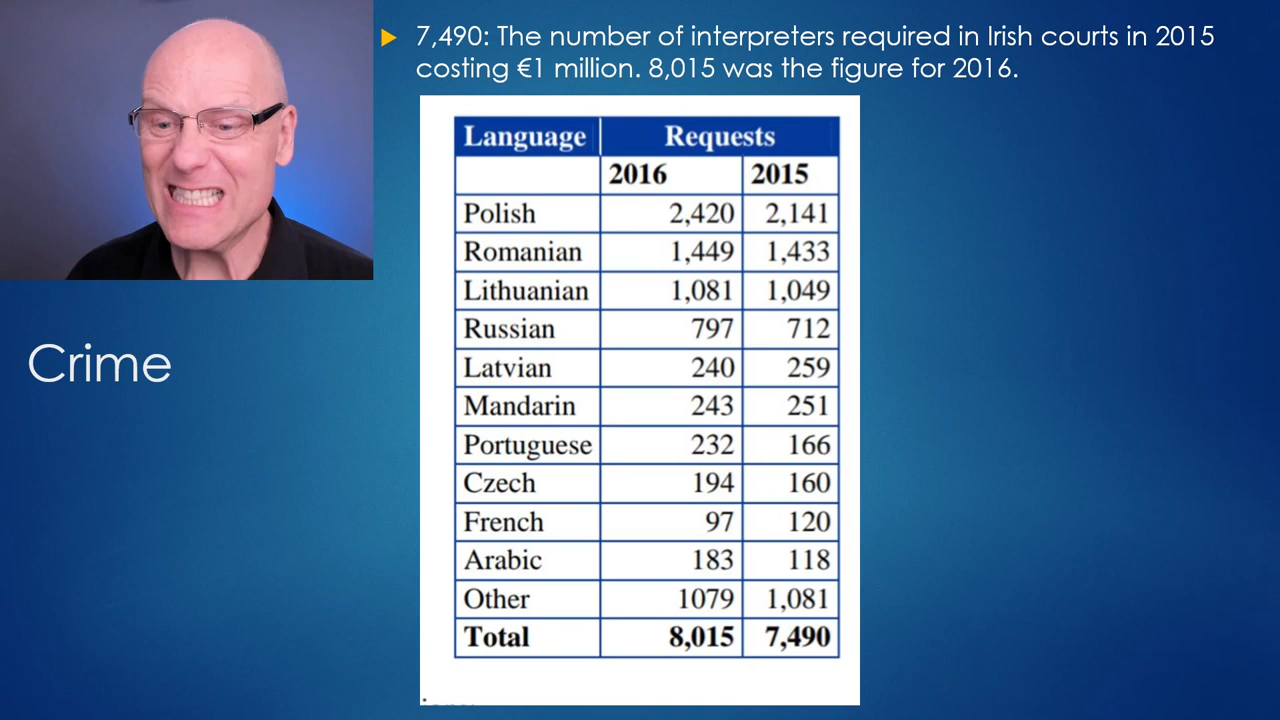 7,490: The number of interpreters required in Irish courts in 2015
costing €1 million. 8,015 was the figure for 2016.
Language Requests
2016 2015
Polish 2,420 2,141
Romanian 1,449 1,433
Lithuanian 1,081 1,049
Russian 797 712
Latvian 240 259
Mandarin 243 251
Portuguese 232 166
Czech 194 160
French 97 120
Arabic 183 118
Other 1079 1,081
Total 8,015 7,490
Crime